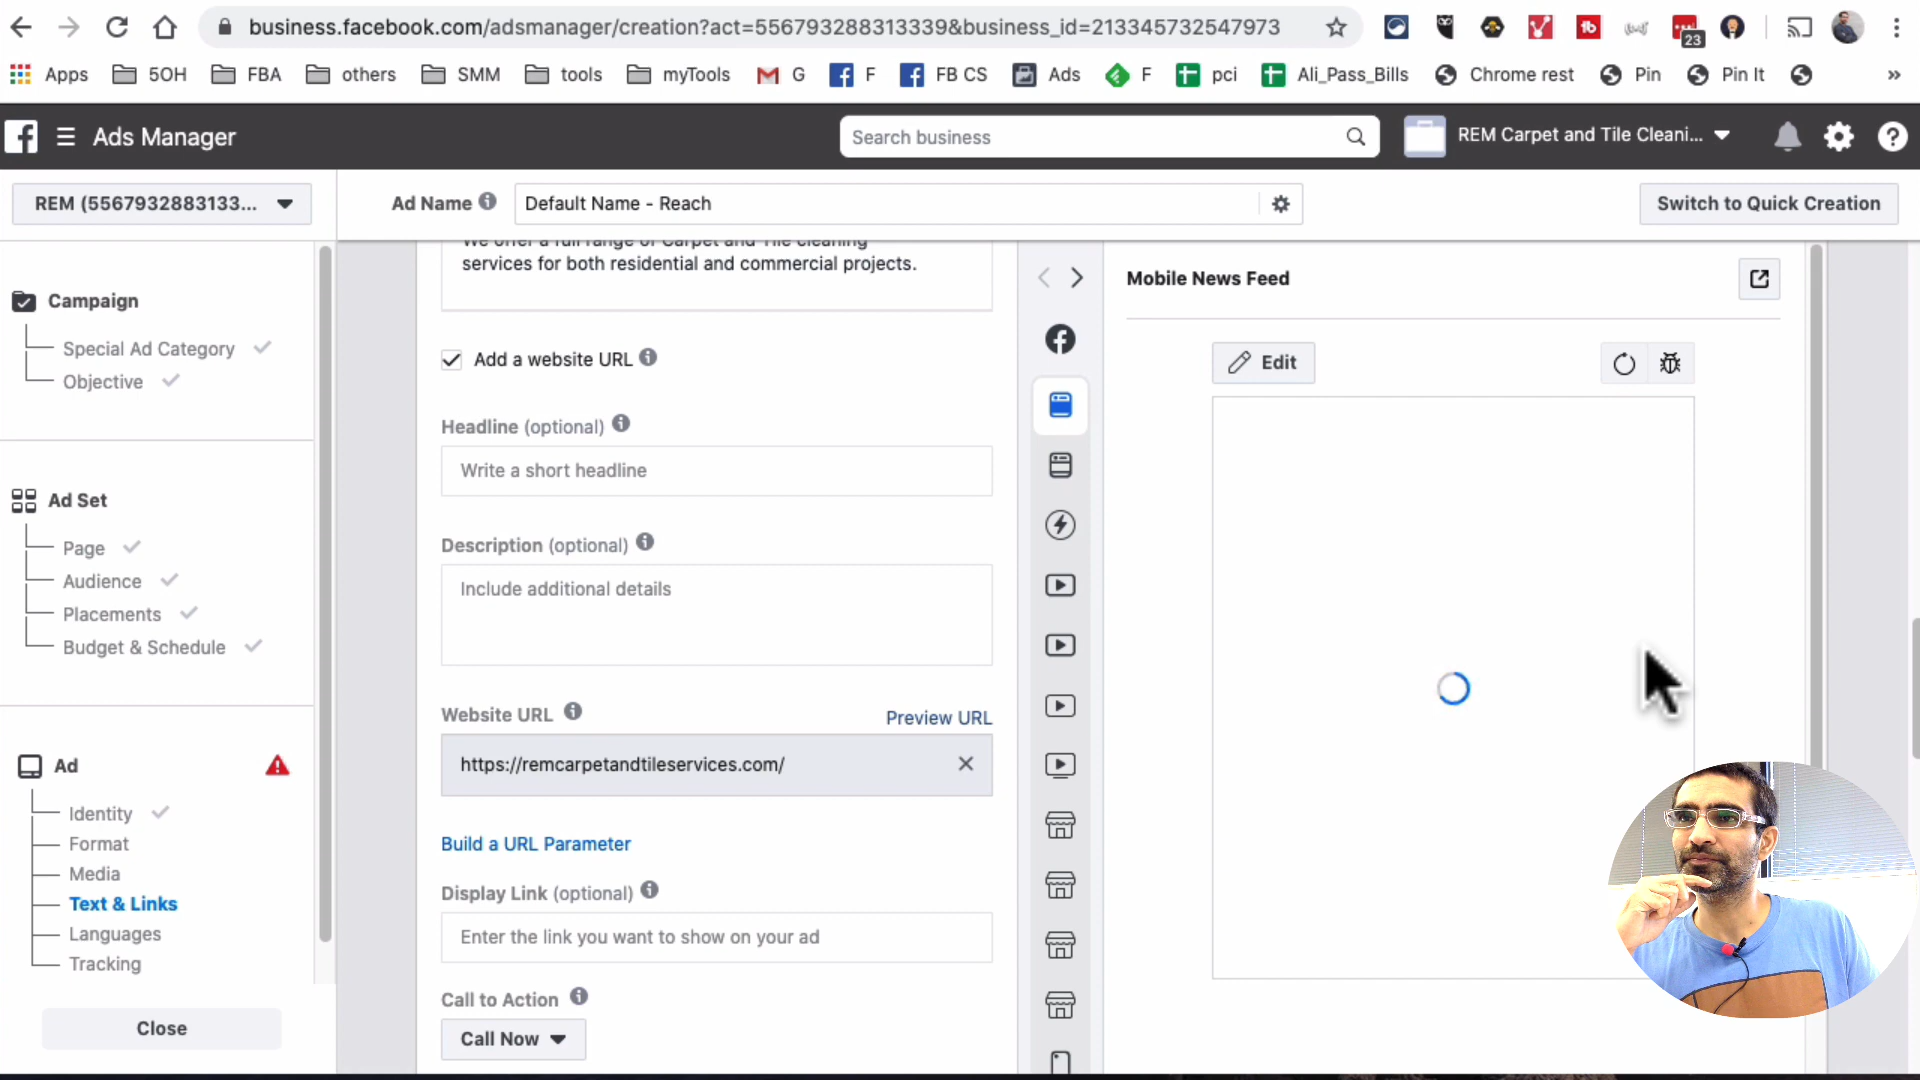 business.facebook.com/adsmanager/creation?act=556793288313339&business_id=213345732547973
23
Apps 5OH FBA others SMM tools myTools G F FB CS Ads F pci Ali_Pass_Bills Chrome rest Pin Pin It »
Ads Manager
Search business
REM Carpet and Tile Cleani...
REM (5567932883133...
Ad Name
Default Name - Reach
Switch to Quick Creation
We offer a full range of Carpet and Tile cleaning
services for both residential and commercial projects.
Campaign
Special Ad Category
Objective
Ad Set
Page
Audience
Placements
Budget & Schedule
Ad
Identity
Format
Media
Text & Links
Languages
Tracking
Close
Add a website URL
Headline (optional)
Write a short headline
Description (optional)
Include additional details
Website URL
Preview URL
https://remcarpetandtileservices.com/
Build a URL Parameter
Display Link (optional)
Enter the link you want to show on your ad
Call to Action
Call Now
Mobile News Feed
Edit